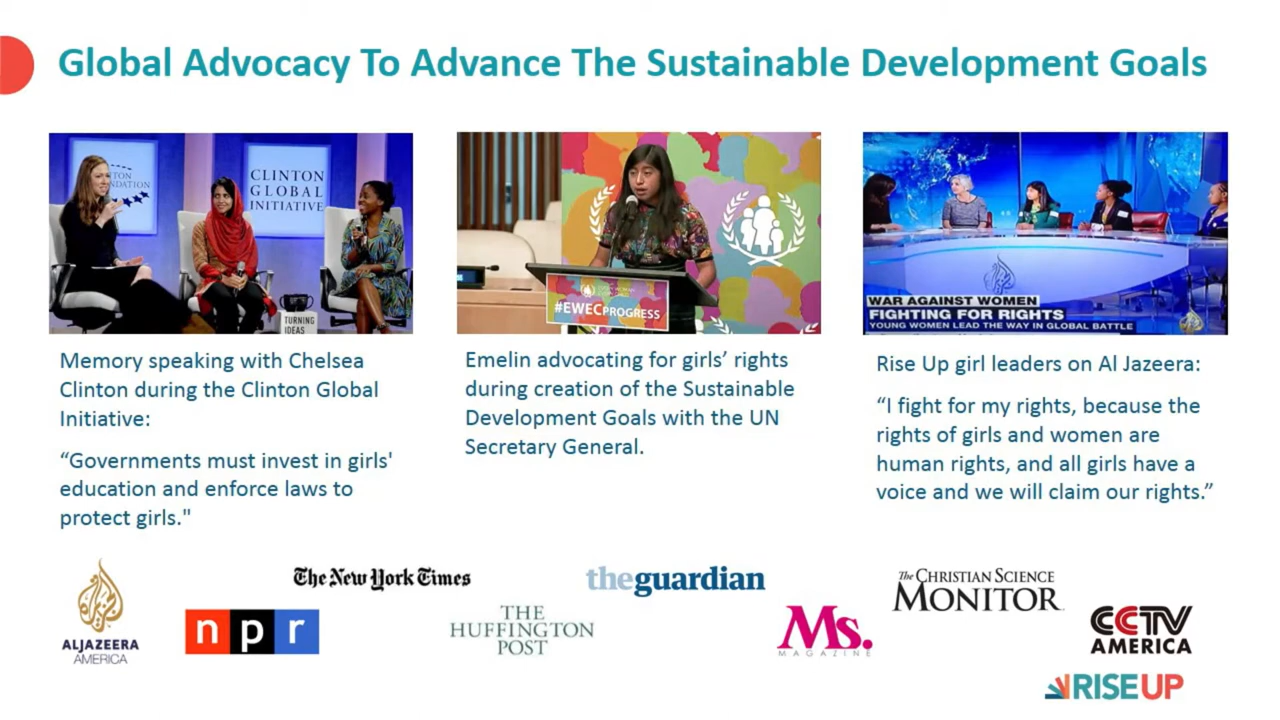 Global Advocacy To Advance The Sustainable Development Goals
CLINTON
FOUNDATION
CLINTON
GLOBAL
INITIATIVE
TURNING
IDEAS
#EWECPROGRESS
WAR AGAINST WOMEN
FIGHTING FOR RIGHTS
YOUNG WOMEN LEAD THE WAY IN GLOBAL BATTLE
Memory speaking with Chelsea
Clinton during the Clinton Global
Initiative:
“Governments must invest in girls'
education and enforce laws to
protect girls."
Emelin advocating for girls’ rights
during creation of the Sustainable
Development Goals with the UN
Secretary General.
Rise Up girl leaders on Al Jazeera:
“I fight for my rights, because the
rights of girls and women are
human rights, and all girls have a
voice and we will claim our rights.”
ALJAZEERA
AMERICA
npr
The New York Times
THE
HUFFINGTON
POST
theguardian
Ms.
MAGAZINE
The CHRISTIAN SCIENCE
MONITOR
CCTV
AMERICA
RISEUP